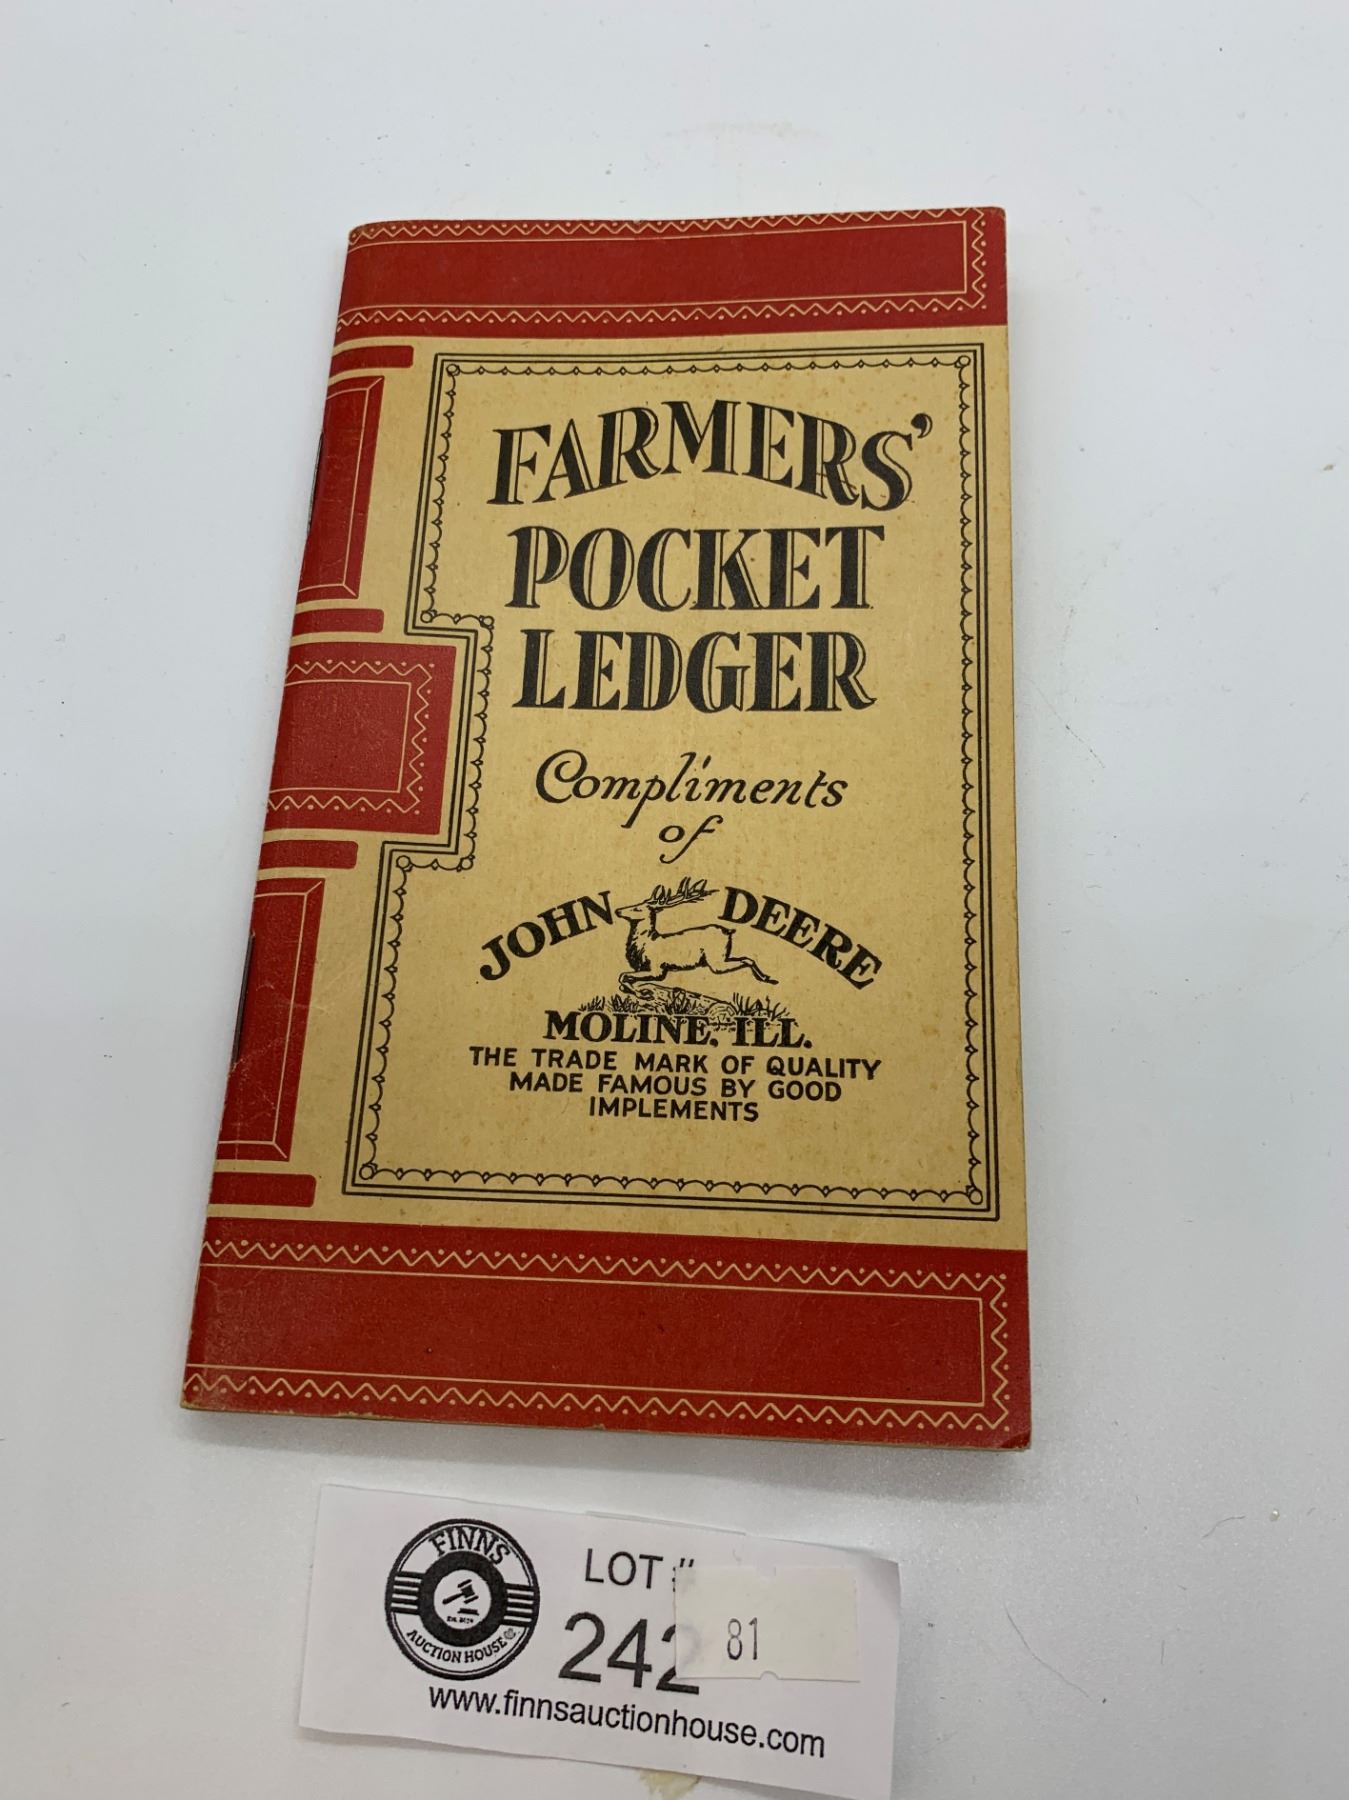 FARMERS'
POCKET
LEDGER
Compliments
of
JOHN DEERE
MOLINE, ILL.
THE TRADE MARK OF QUALITY
MADE FAMOUS BY GOOD
IMPLEMENTS
FINNS
AUCTION HOUSE
LOT #
242
81
www.finnsauctionhouse.com